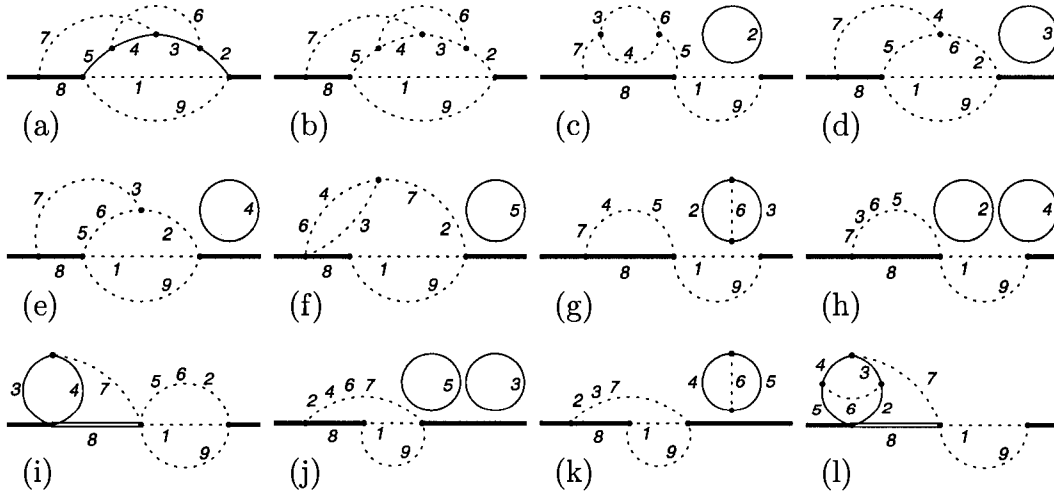 7 6 5 4 3 2 8 1 9
(a)
7 6 5 4 3 2 8 1 9
(b)
3 4 7 5 2 8 1 9
(c)
4 7 5 6 2 3 8 1 9
(d)
7 3 6 5 2 4 8 1 9
(e)
4 7 6 3 2 5 8 1 9
(f)
4 5 7 2 6 3 8 1 9
(g)
6 5 3 7 2 4 8 1 9
(h)
3 4 7 5 6 2 8 1 9
(i)
2 4 6 7 5 3 8 1 9
(j)
2 3 7 4 6 5 8 1 9
(k)
4 3 7 5 6 2 8 1 9
(l)